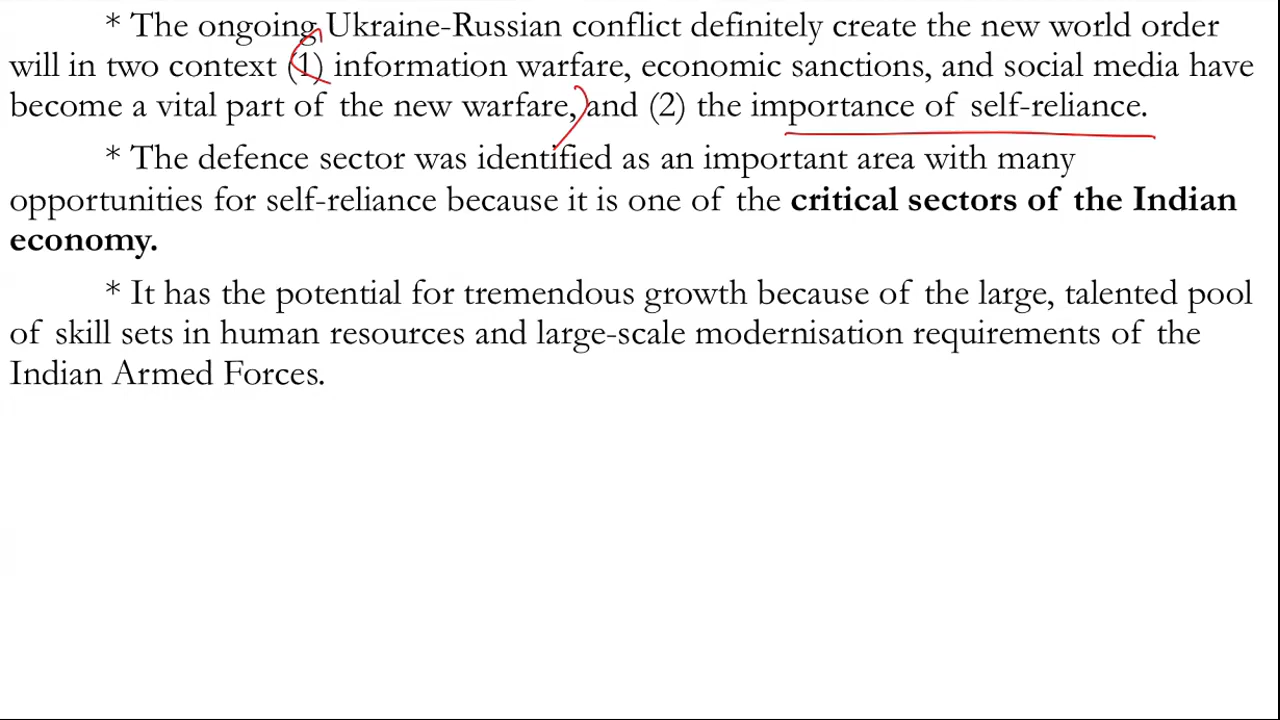 * The ongoing Ukraine-Russian conflict definitely create the new world order
will in two context (1) information warfare, economic sanctions, and social media have
become a vital part of the new warfare, and (2) the importance of self-reliance.
* The defence sector was identified as an important area with many
opportunities for self-reliance because it is one of the critical sectors of the Indian
economy.
* It has the potential for tremendous growth because of the large, talented pool
of skill sets in human resources and large-scale modernisation requirements of the
Indian Armed Forces.